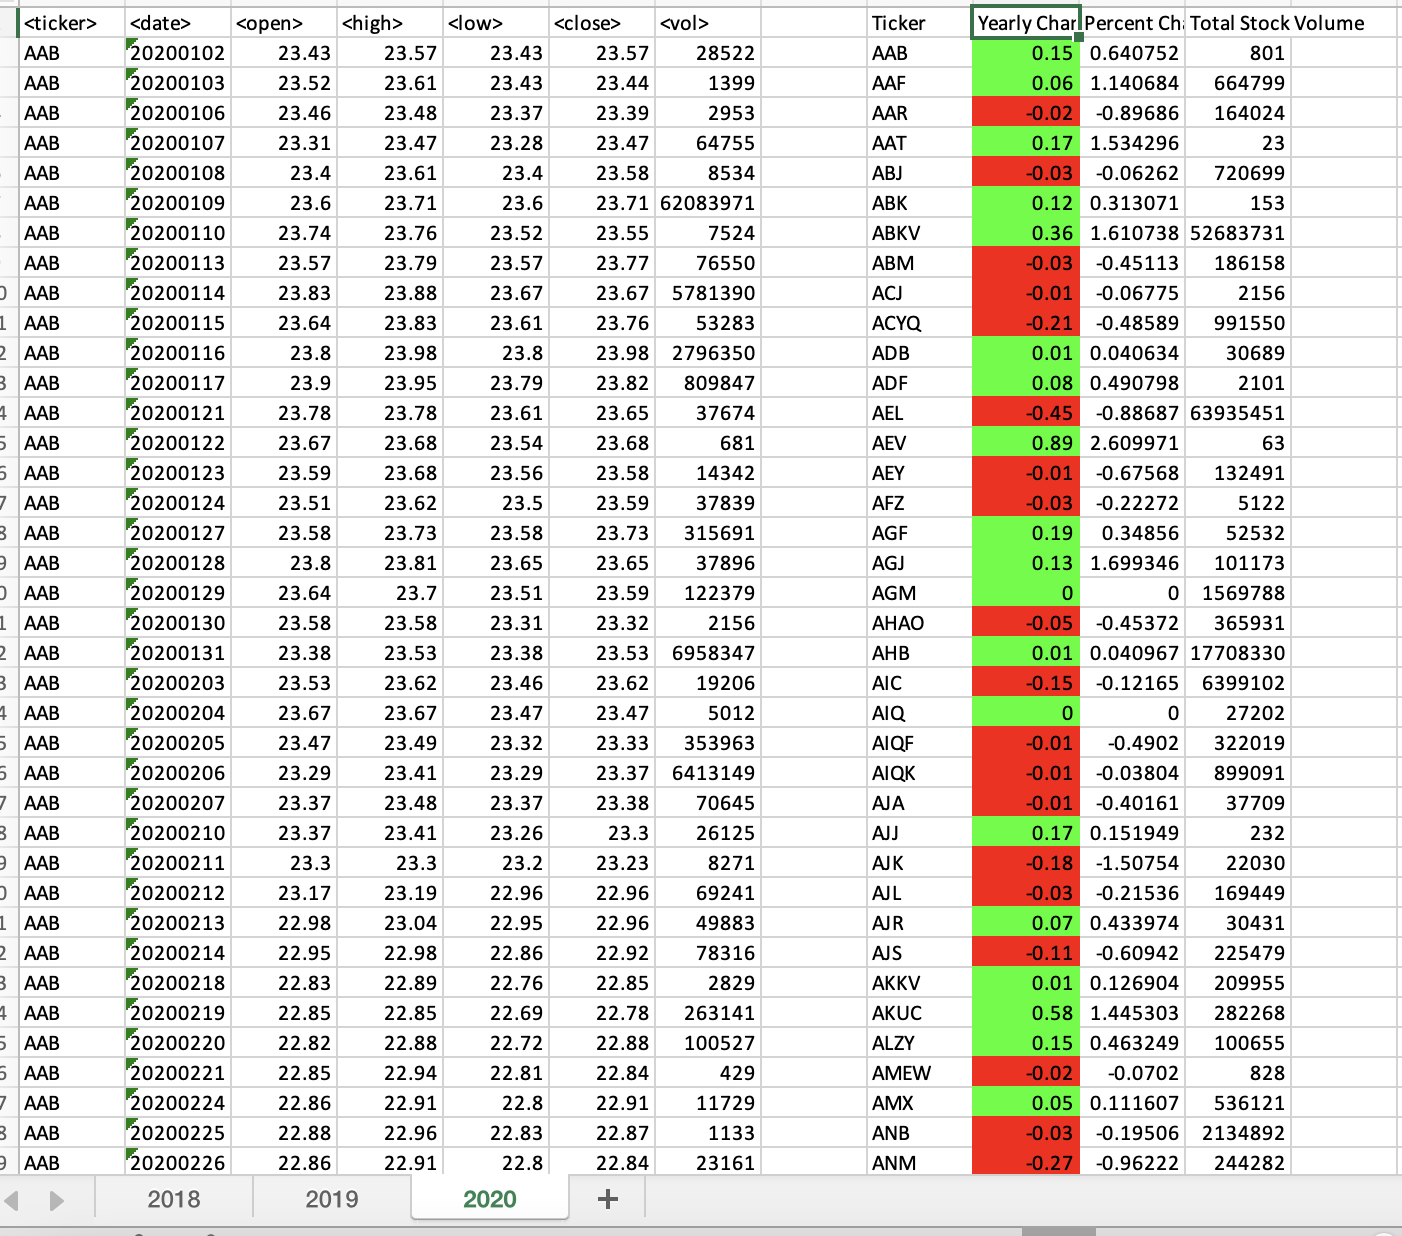 <ticker> <date> <open> <high> <low> <close> <vol> Ticker Yearly Char Percent Ch Total Stock Volume
AAB 20200102 23.43 23.57 23.43 23.57 28522 AAB 0.15 0.640752 801
AAB 20200103 23.52 23.61 23.43 23.44 1399 AAF 0.06 1.140684 664799
AAB 20200106 23.46 23.48 23.37 23.39 2953 AAR -0.02 -0.89686 164024
AAB 20200107 23.31 23.47 23.28 23.47 64755 AAT 0.17 1.534296 23
AAB 20200108 23.4 23.61 23.4 23.58 8534 ABJ -0.03 -0.06262 720699
AAB 20200109 23.6 23.71 23.6 23.71 62083971 ABK 0.12 0.313071 153
AAB 20200110 23.74 23.76 23.52 23.55 7524 ABKV 0.36 1.610738 52683731
AAB 20200113 23.57 23.79 23.57 23.77 76550 ABM -0.03 -0.45113 186158
AAB 20200114 23.83 23.88 23.67 23.67 5781390 ACJ -0.01 -0.06775 2156
AAB 20200115 23.64 23.83 23.61 23.76 53283 ACYQ -0.21 -0.48589 991550
AAB 20200116 23.8 23.98 23.8 23.98 2796350 ADB 0.01 0.040634 30689
AAB 20200117 23.9 23.95 23.79 23.82 809847 ADF 0.08 0.490798 2101
AAB 20200121 23.78 23.78 23.61 23.65 37674 AEL -0.45 -0.88687 63935451
AAB 20200122 23.67 23.68 23.54 23.68 681 AEV 0.89 2.609971 63
AAB 20200123 23.59 23.68 23.56 23.58 14342 AEY -0.01 -0.67568 132491
AAB 20200124 23.51 23.62 23.5 23.59 37839 AFZ -0.03 -0.22272 5122
AAB 20200127 23.58 23.73 23.58 23.73 315691 AGF 0.19 0.34856 52532
AAB 20200128 23.8 23.81 23.65 23.65 37896 AGJ 0.13 1.699346 101173
AAB 20200129 23.64 23.7 23.51 23.59 122379 AGM 0 0 1569788
AAB 20200130 23.58 23.58 23.31 23.32 2156 AHAO -0.05 -0.45372 365931
AAB 20200131 23.38 23.53 23.38 23.53 6958347 AHB 0.01 0.040967 17708330
AAB 20200203 23.53 23.62 23.46 23.62 19206 AIC -0.15 -0.12165 6399102
AAB 20200204 23.67 23.67 23.47 23.47 5012 AIQ 0 0 27202
AAB 20200205 23.47 23.49 23.32 23.33 353963 AIQF -0.01 -0.4902 322019
AAB 20200206 23.29 23.41 23.29 23.37 6413149 AIQK -0.01 -0.03804 899091
AAB 20200207 23.37 23.48 23.37 23.38 70645 AJA -0.01 -0.40161 37709
AAB 20200210 23.37 23.41 23.26 23.3 26125 AJJ 0.17 0.151949 232
AAB 20200211 23.3 23.3 23.2 23.23 8271 AJK -0.18 -1.50754 22030
AAB 20200212 23.17 23.19 22.96 22.96 69241 AJL -0.03 -0.21536 169449
AAB 20200213 22.98 23.04 22.95 22.96 49883 AJR 0.07 0.433974 30431
AAB 20200214 22.95 22.98 22.86 22.92 78316 AJS -0.11 -0.60942 225479
AAB 20200218 22.83 22.89 22.76 22.85 2829 AKKV 0.01 0.126904 209955
AAB 20200219 22.85 22.85 22.69 22.78 263141 AKUC 0.58 1.445303 282268
AAB 20200220 22.82 22.88 22.72 22.88 100527 ALZY 0.15 0.463249 100655
AAB 20200221 22.85 22.94 22.81 22.84 429 AMEW -0.02 -0.0702 828
AAB 20200224 22.86 22.91 22.8 22.91 11729 AMX 0.05 0.111607 536121
AAB 20200225 22.88 22.96 22.83 22.87 1133 ANB -0.03 -0.19506 2134892
AAB 20200226 22.86 22.91 22.8 22.84 23161 ANM -0.27 -0.96222 244282
2018 2019 2020 +